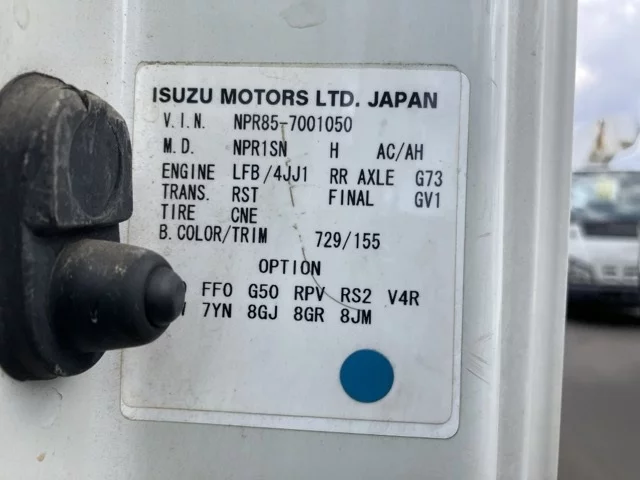 ISUZU MOTORS LTD. JAPAN
V.I.N. NPR85-7001050
M.D. NPR1SN H AC/AH
ENGINE LFB/4JJ1 RR AXLE G73
TRANS. RST FINAL GV1
TIRE CNE
B.COLOR/TRIM 729/155
OPTION
FF0 G50 RPV RS2 V4R
7YN 8GJ 8GR 8JM